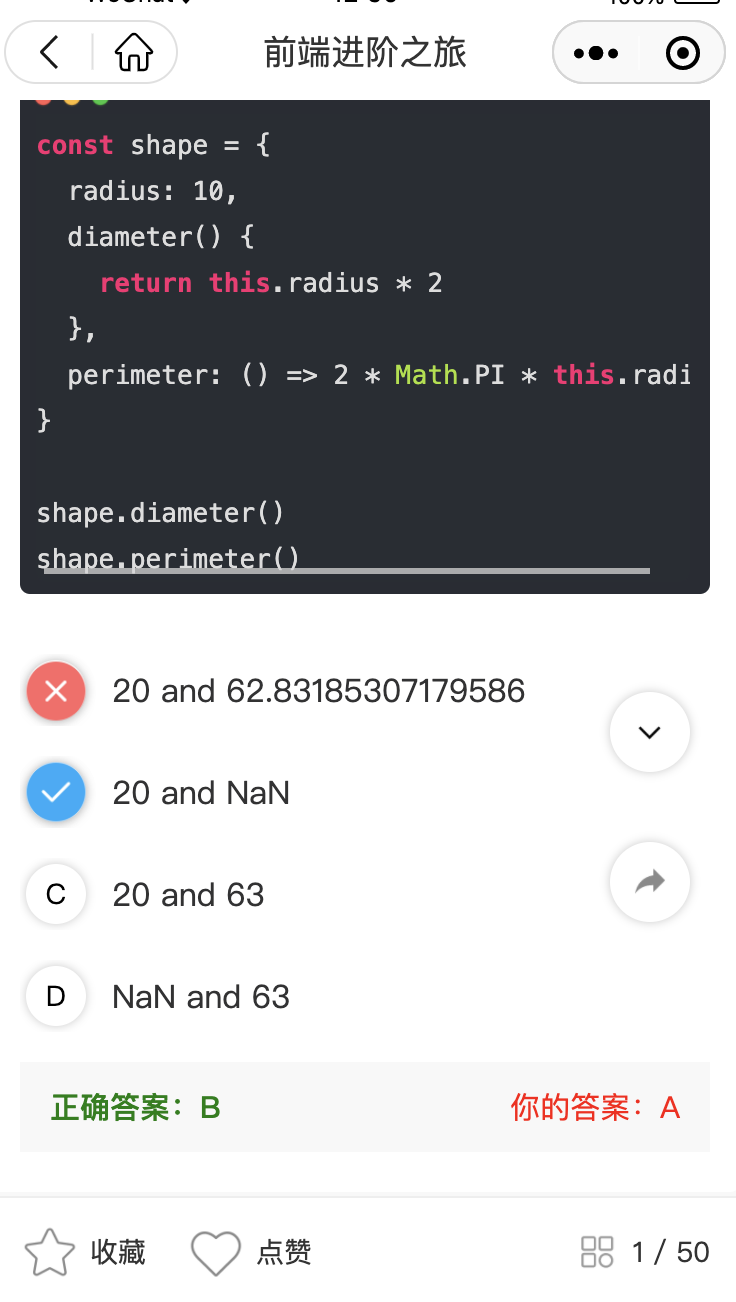 前端进阶之旅
const shape = {
radius: 10,
diameter() {
return this.radius * 2
},
perimeter: () => 2 * Math.PI * this.radi
}
shape.diameter()
shape.perimeter()
20 and 62.83185307179586
20 and NaN
C 20 and 63
D NaN and 63
正确答案：B 你的答案：A
收藏 点赞 1 / 50